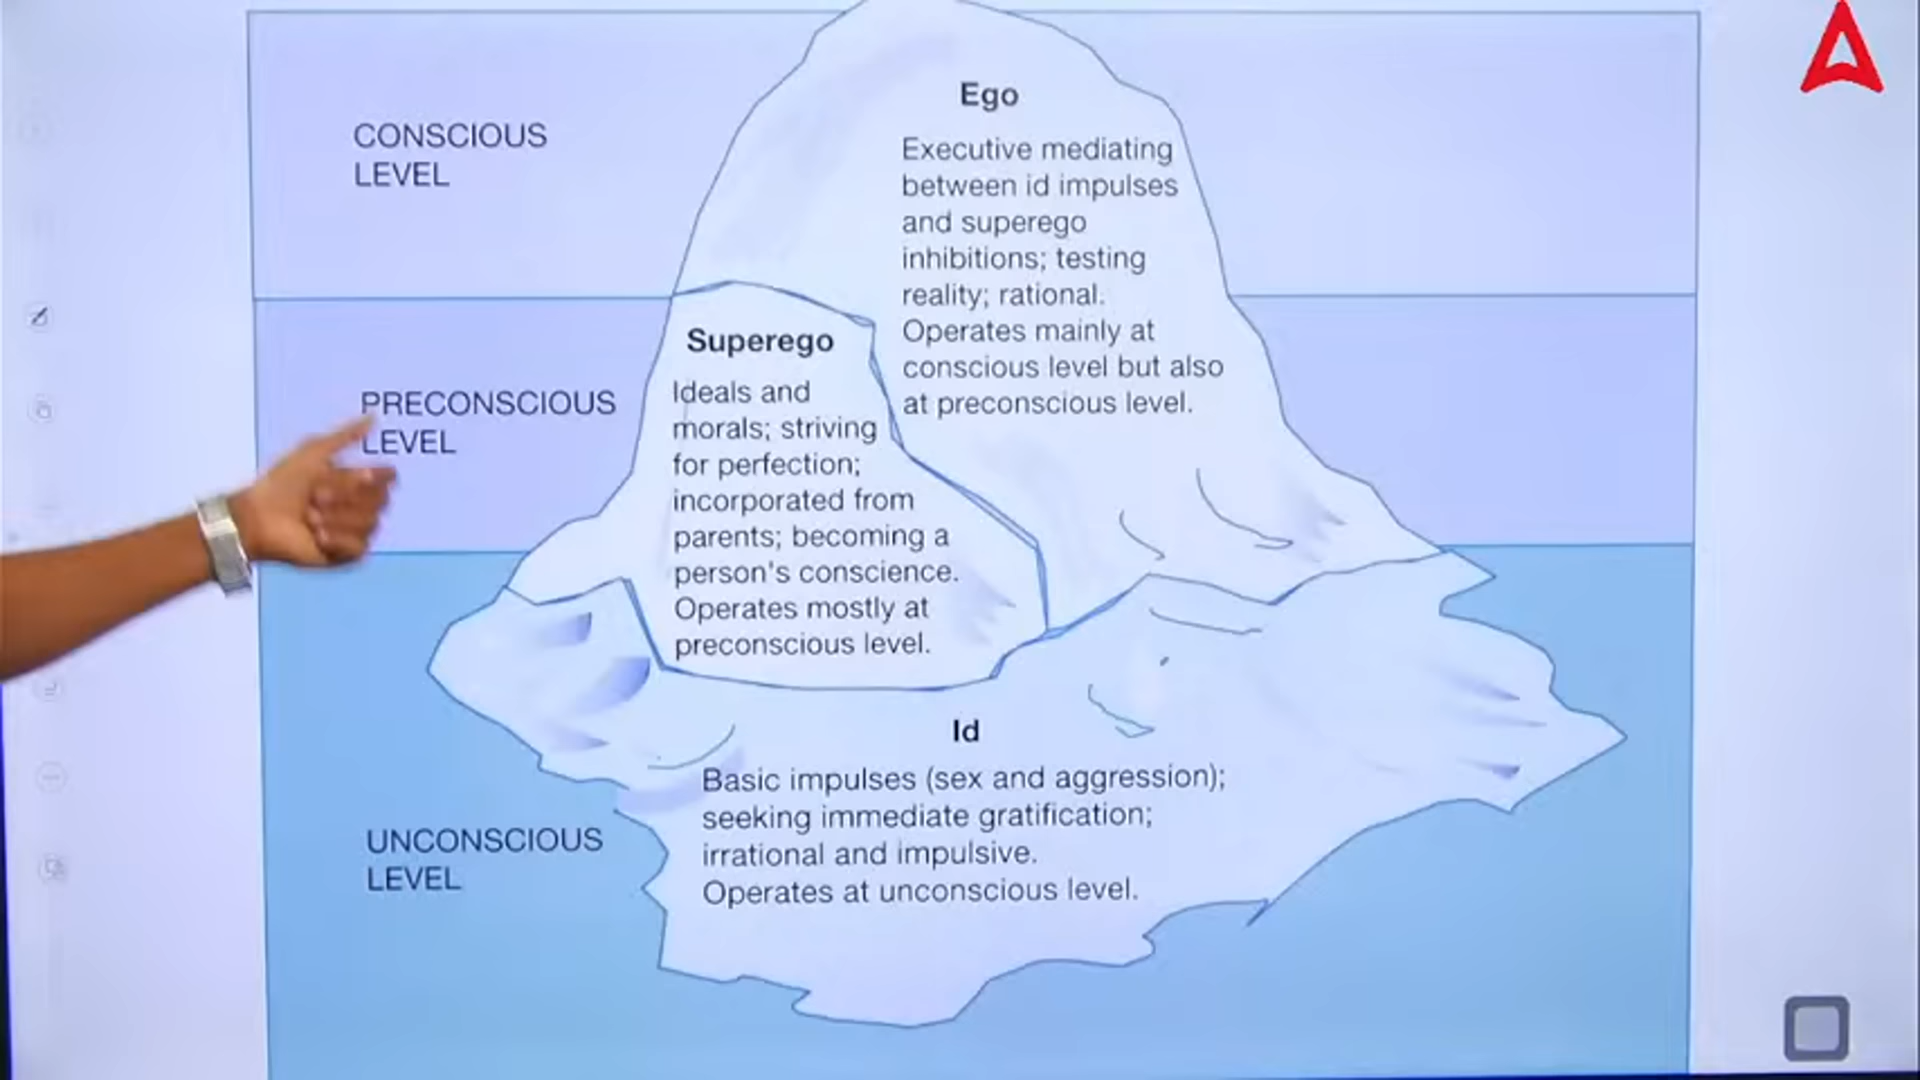 CONSCIOUS
LEVEL
Ego
Executive mediating
between id impulses
and superego
inhibitions; testing
reality; rational.
Operates mainly at
conscious level but also
at preconscious level.
PRECONSCIOUS
LEVEL
Superego
Ideals and
morals; striving
for perfection;
incorporated from
parents; becoming a
person's conscience.
Operates mostly at
preconscious level.
UNCONSCIOUS
LEVEL
Id
Basic impulses (sex and aggression);
seeking immediate gratification;
irrational and impulsive.
Operates at unconscious level.